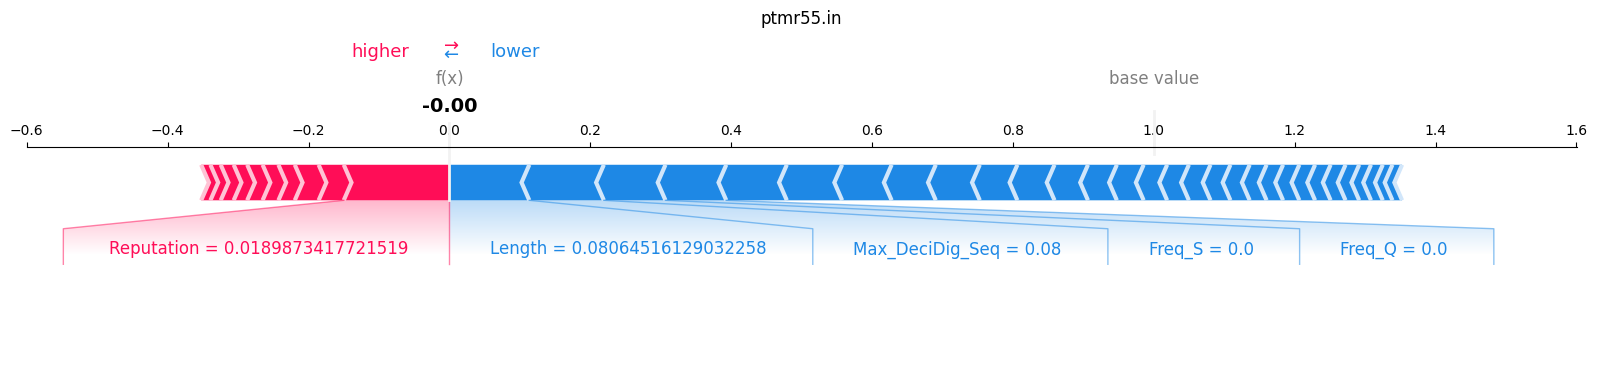 ptmr55.in
higher → ← lower
f(x) base value
-0.00
−0.6 −0.4 −0.2 0.0 0.2 0.4 0.6 0.8 1.0 1.2 1.4 1.6
Reputation = 0.0189873417721519 Length = 0.08064516129032258 Max_DeciDig_Seq = 0.08 Freq_S = 0.0 Freq_Q = 0.0